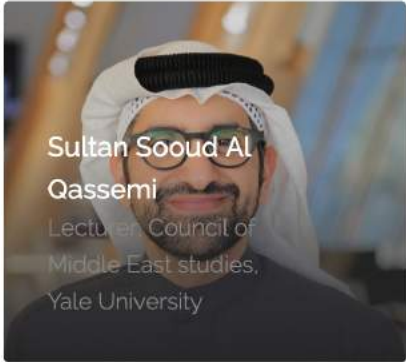 Sultan Sooud Al
Qassemi
Lecturer, Council of
Middle East studies,
Yale University